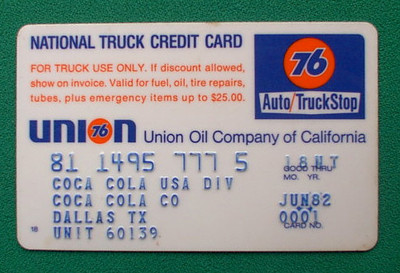 NATIONAL TRUCK CREDIT CARD
FOR TRUCK USE ONLY. If discount allowed,
show on invoice. Valid for fuel, oil, tire repairs,
tubes, plus emergency items up to $25.00.
76
Auto/TruckStop
union 76 Union Oil Company of California
81 1495 777 5 18NT
GOOD THRU
MO. YR.
COCA COLA USA DIV
COCA COLA CO JUN82
DALLAS TX 0001
CARD NO.
18 UNIT 60139